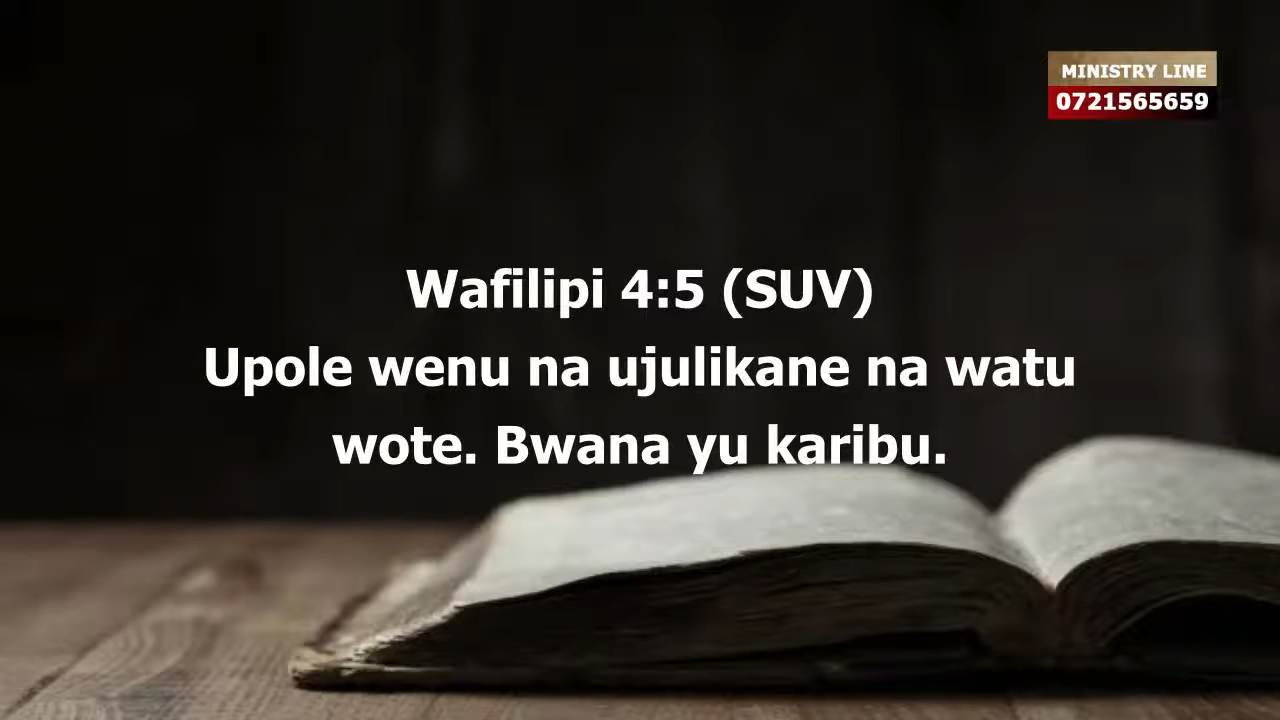 MINISTRY LINE
0721565659
Wafilipi 4:5 (SUV)
Upole wenu na ujulikane na watu
wote. Bwana yu karibu.